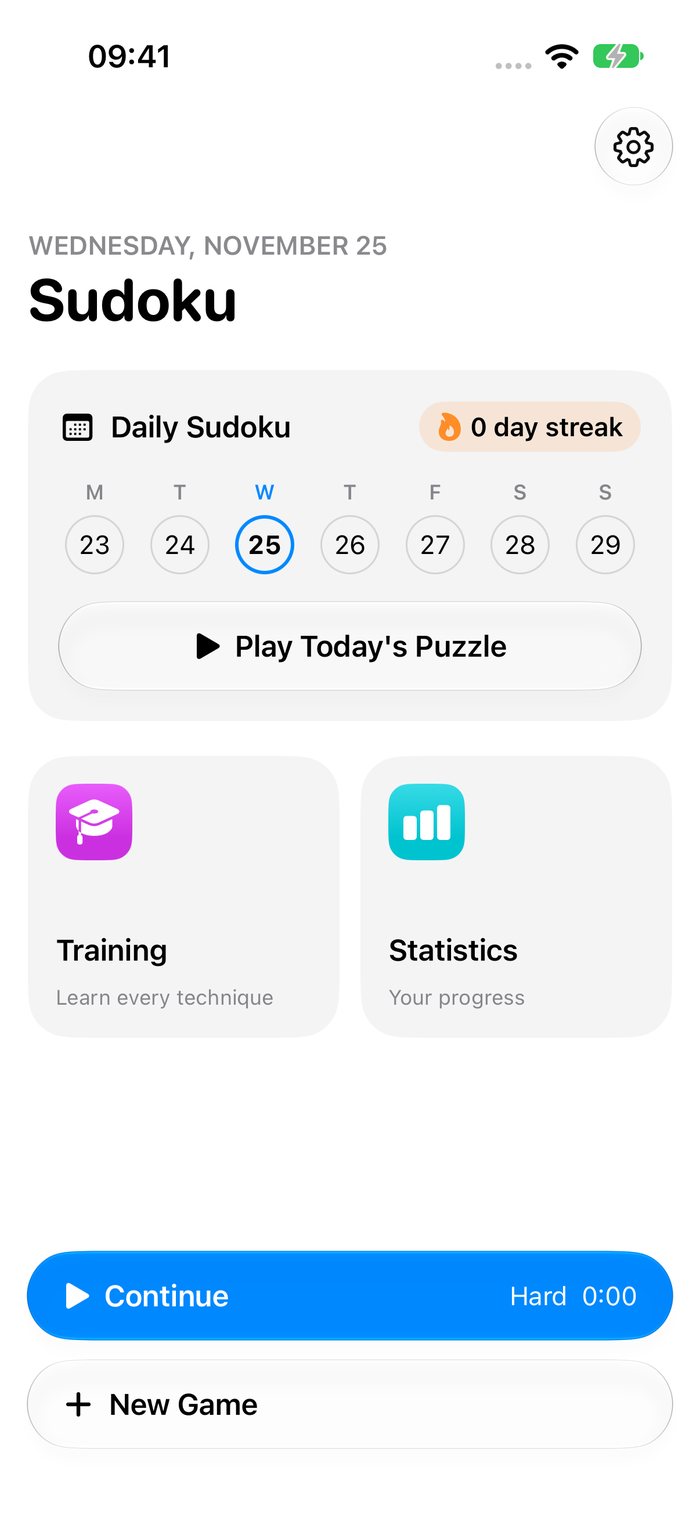 09:41
WEDNESDAY, NOVEMBER 25
Sudoku
Daily Sudoku
0 day streak
M T W T F S S
23 24 25 26 27 28 29
Play Today's Puzzle
Training
Learn every technique
Statistics
Your progress
Continue
Hard 0:00
New Game